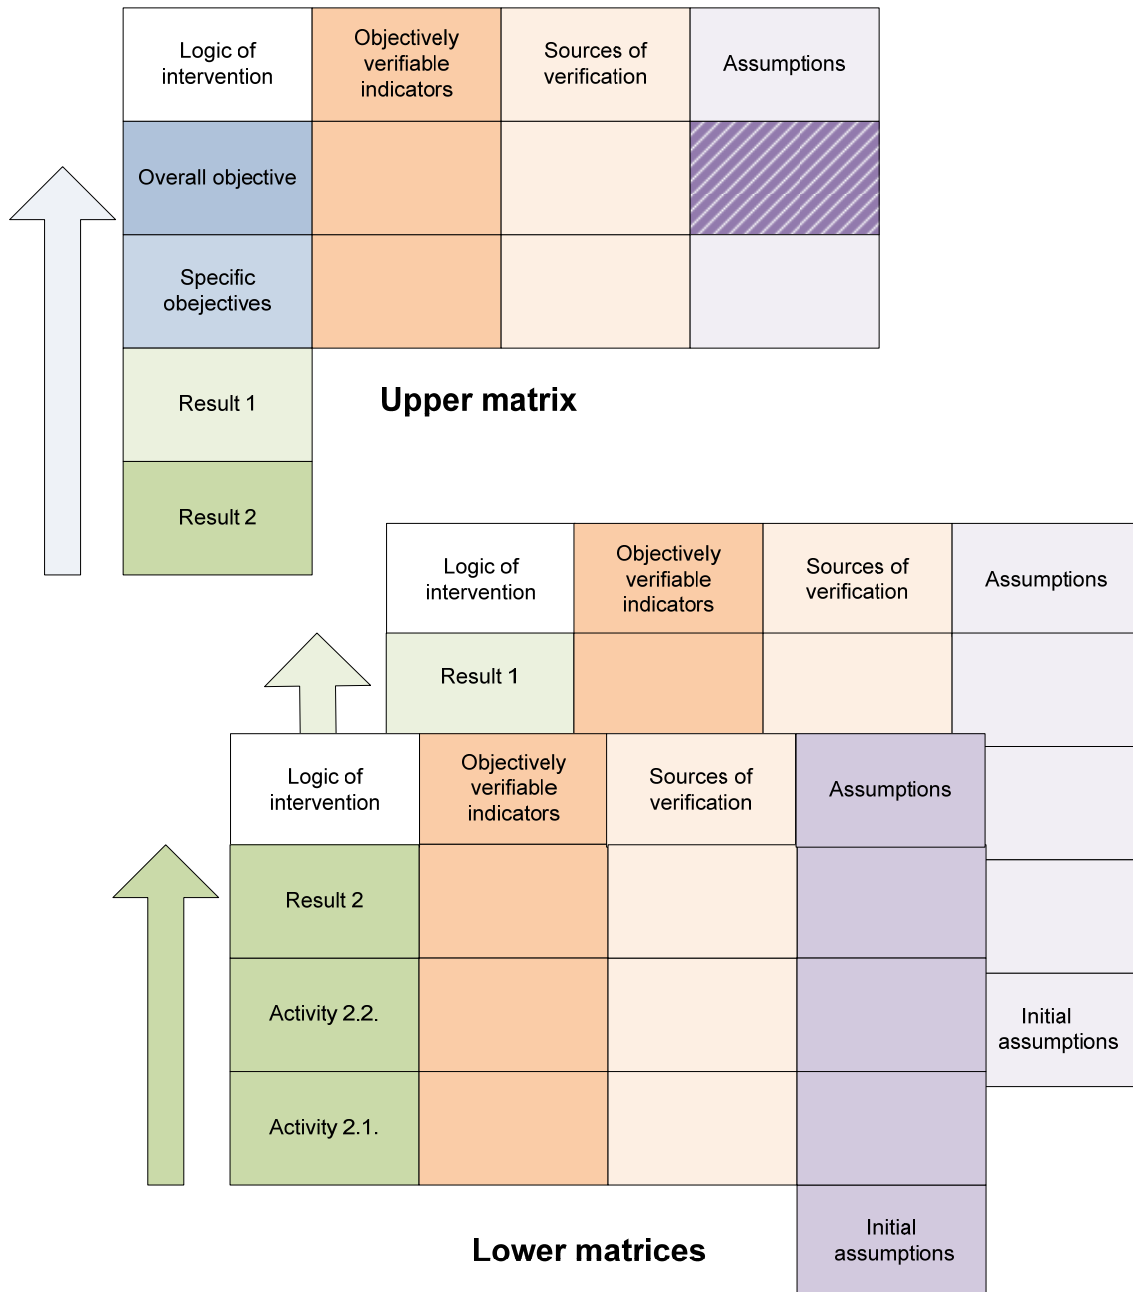 Logic of
intervention
Objectively
verifiable
indicators
Sources of
verification
Assumptions
Overall objective
Specific
obejectives
Result 1
Upper matrix
Result 2
Logic of
intervention
Objectively
verifiable
indicators
Sources of
verification
Assumptions
Result 1
Logic of
intervention
Objectively
verifiable
indicators
Sources of
verification
Assumptions
Result 2
Activity 2.2.
Initial
assumptions
Activity 2.1.
Initial
assumptions
Lower matrices